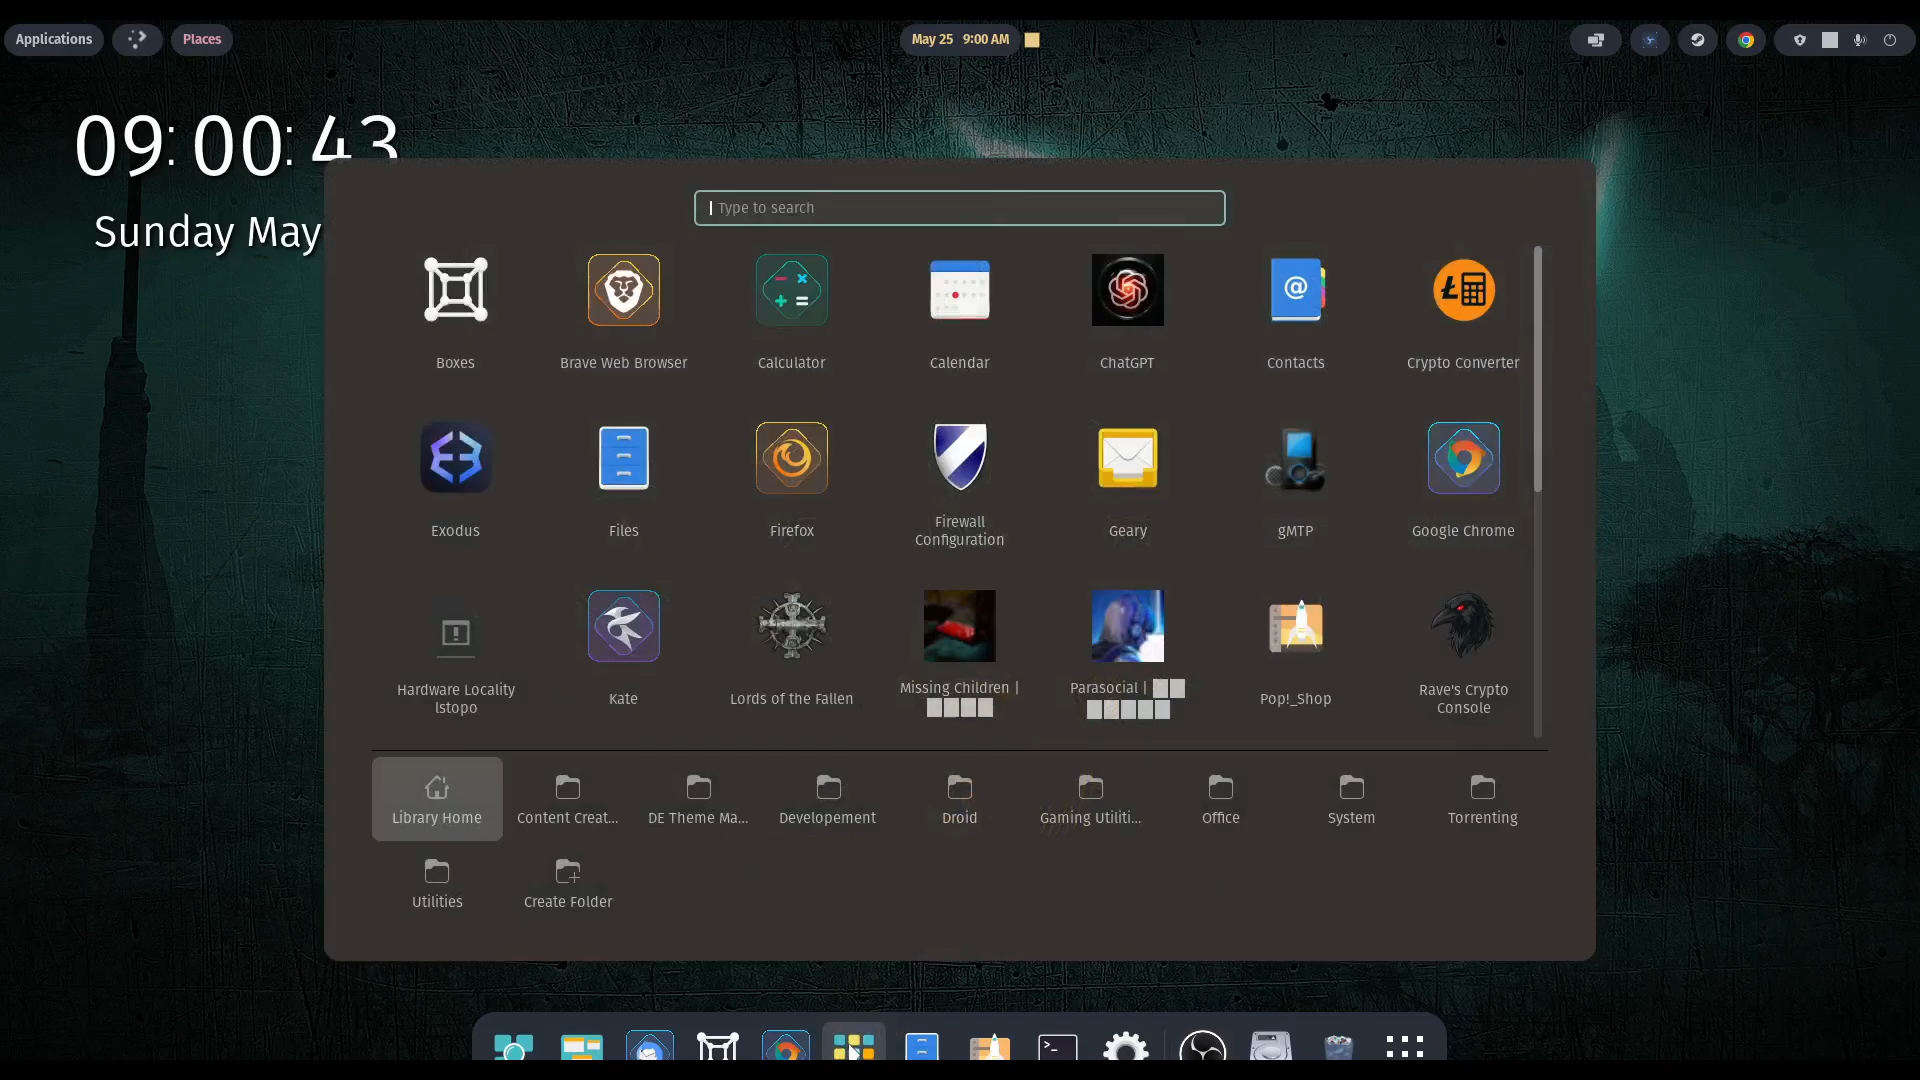 Applications
Places
May 25 9:00 AM
09:00:43
Sunday May
Type to search
Boxes
Brave Web Browser
Calculator
Calendar
ChatGPT
Contacts
Crypto Converter
Exodus
Files
Firefox
Firewall
Configuration
Geary
gMTP
Google Chrome
Hardware Locality
lstopo
Kate
Lords of the Fallen
Missing Children |
Parasocial |
Pop!_Shop
Rave's Crypto
Console
Library Home
Content Creat...
DE Theme Ma...
Developement
Droid
Gaming Utiliti...
Office
System
Torrenting
Utilities
Create Folder